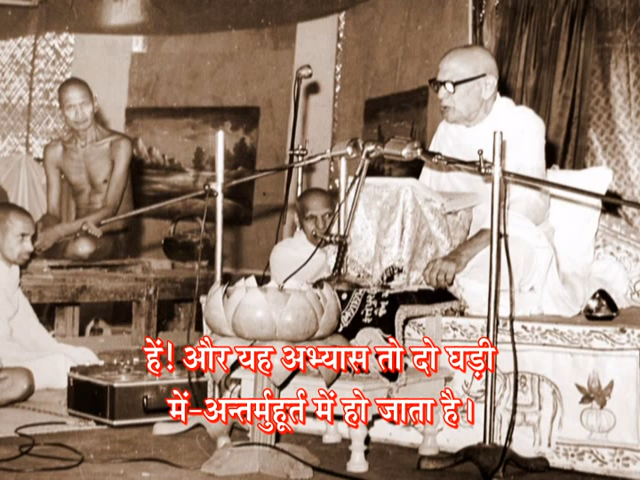 हें! और यह अभ्यास तो दो घड़ी
में-अन्तर्मुहूर्त में हो जाता है।